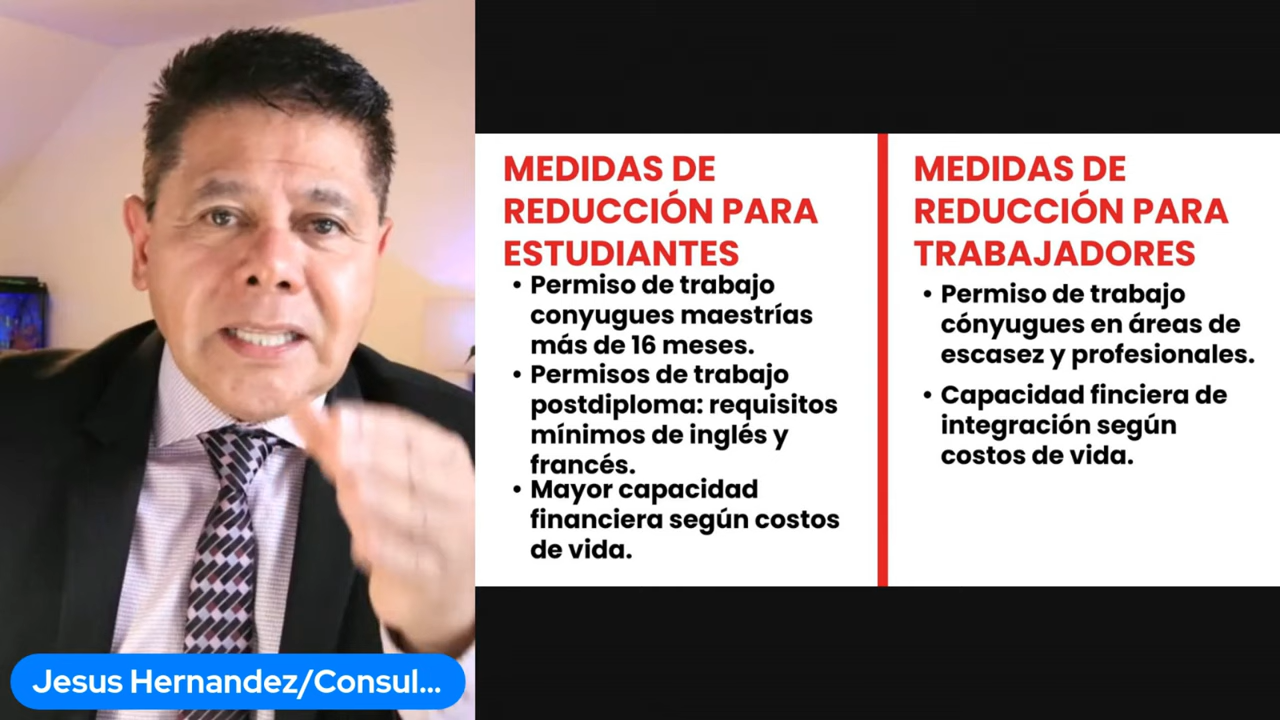 MEDIDAS DE
REDUCCIÓN PARA
ESTUDIANTES
• Permiso de trabajo
conyugues maestrías
más de 16 meses.
• Permisos de trabajo
postdiploma: requisitos
mínimos de inglés y
francés.
• Mayor capacidad
financiera según costos
de vida.
MEDIDAS DE
REDUCCIÓN PARA
TRABAJADORES
• Permiso de trabajo
cónyugues en áreas de
escasez y profesionales.
• Capacidad finciera de
integración según
costos de vida.
Jesus Hernandez/Consul...